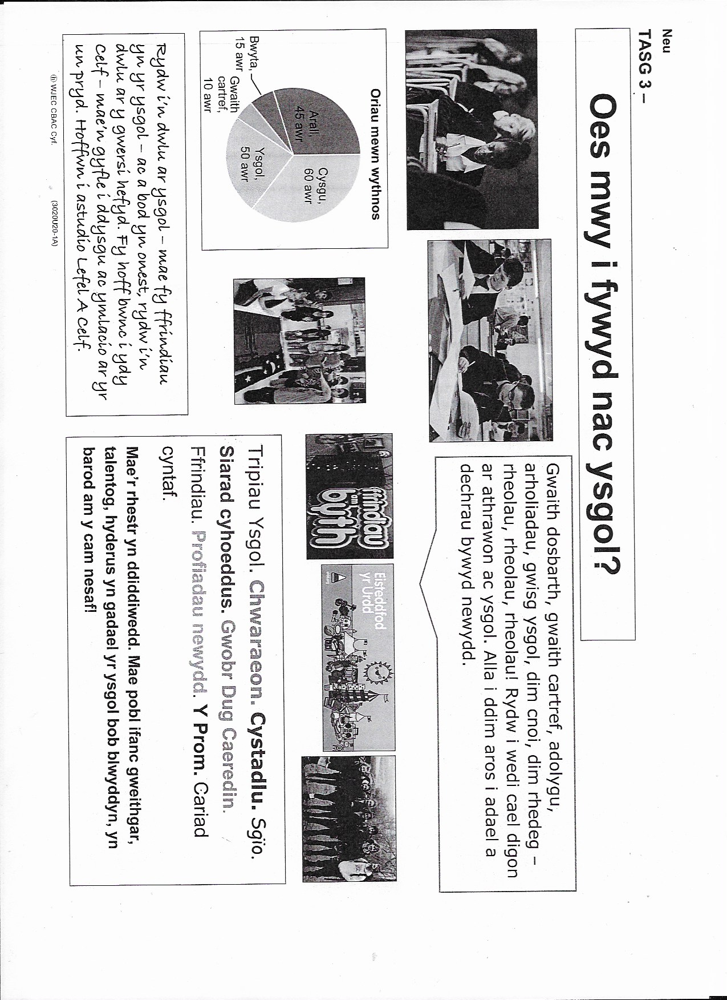 Neu
TASG 3 –
Oes mwy i fywyd nac ysgol?
Gwaith dosbarth, gwaith cartref, adolygu,
arholiadau, gwisg ysgol, dim cnoi, dim rhedeg –
rheolau, rheolau, rheolau! Rydw i wedi cael digon
ar athrawon ac ysgol. Alla i ddim aros i adael a
dechrau bywyd newydd.
Oriau mewn wythnos
Cysgu,
60 awr
Ysgol,
50 awr
Gwaith
cartref,
10 awr
Bwyta,
15 awr
Arall,
45 awr
ffrindiau
am
byth
Eisteddfod
yr Urdd
Rydw i'n dwlu ar ysgol – mae fy ffrindiau
yn yr ysgol – ac a bod yn onest, rydw i'n
dwlu ar y gwersi hefyd. Fy hoff bwnc i ydy
Celf – mae'n gyfle i ddysgu ac ymlacio ar yr
un pryd. Hoffwn i astudio Lefel A Celf.
Tripiau Ysgol. Chwaraeon. Cystadlu. Sgïo.
Siarad cyhoeddus. Gwobr Dug Caeredin.
Ffrindiau. Profiadau newydd. Y Prom. Cariad
cyntaf.
Mae'r rhestr yn ddiddiwedd. Mae pobl ifanc gweithgar,
talentog, hyderus yn gadael yr ysgol bob blwyddyn, yn
barod am y cam nesaf!
(h) WJEC CBAC Cyf.
(3020U20-1A)